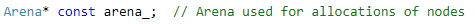 Arena* const arena_;  // Arena used for allocations of nodes